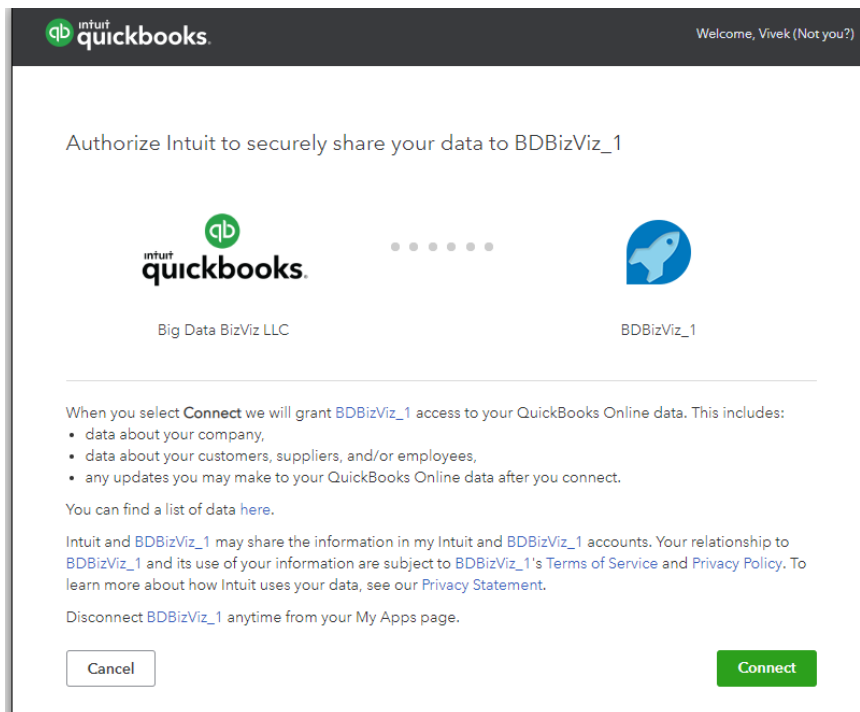 qb ıntuıt quickbooks.
Welcome, Vivek (Not you?)
Authorize Intuit to securely share your data to BDBizViz_1
qb
ıntuıt
quickbooks.
Big Data BizViz LLC
BDBizViz_1
When you select Connect we will grant BDBizViz_1 access to your QuickBooks Online data. This includes:
• data about your company,
• data about your customers, suppliers, and/or employees,
• any updates you may make to your QuickBooks Online data after you connect.
You can find a list of data here.
Intuit and BDBizViz_1 may share the information in my Intuit and BDBizViz_1 accounts. Your relationship to
BDBizViz_1 and its use of your information are subject to BDBizViz_1's Terms of Service and Privacy Policy. To
learn more about how Intuit uses your data, see our Privacy Statement.
Disconnect BDBizViz_1 anytime from your My Apps page.
Cancel
Connect